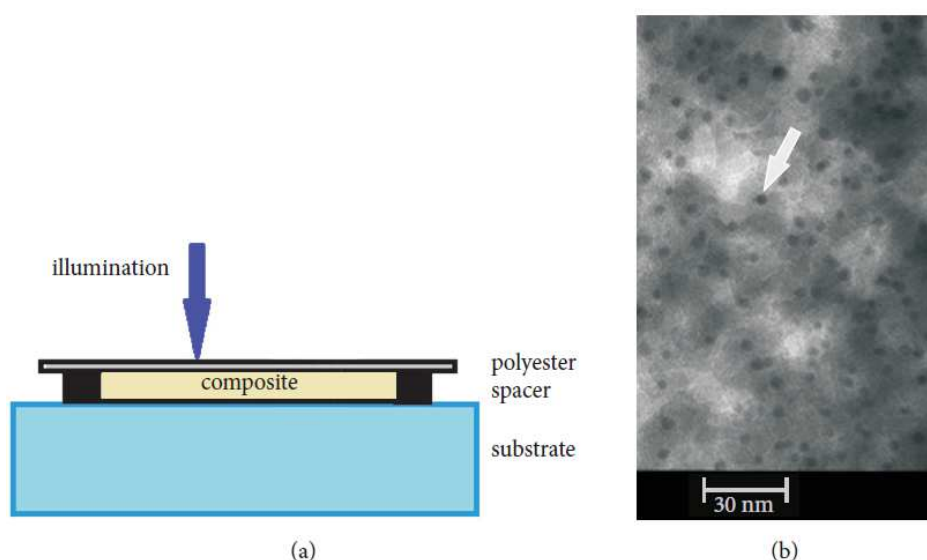 illumination
polyester
composite
spacer
substrate
30 nm
(a)
(b)